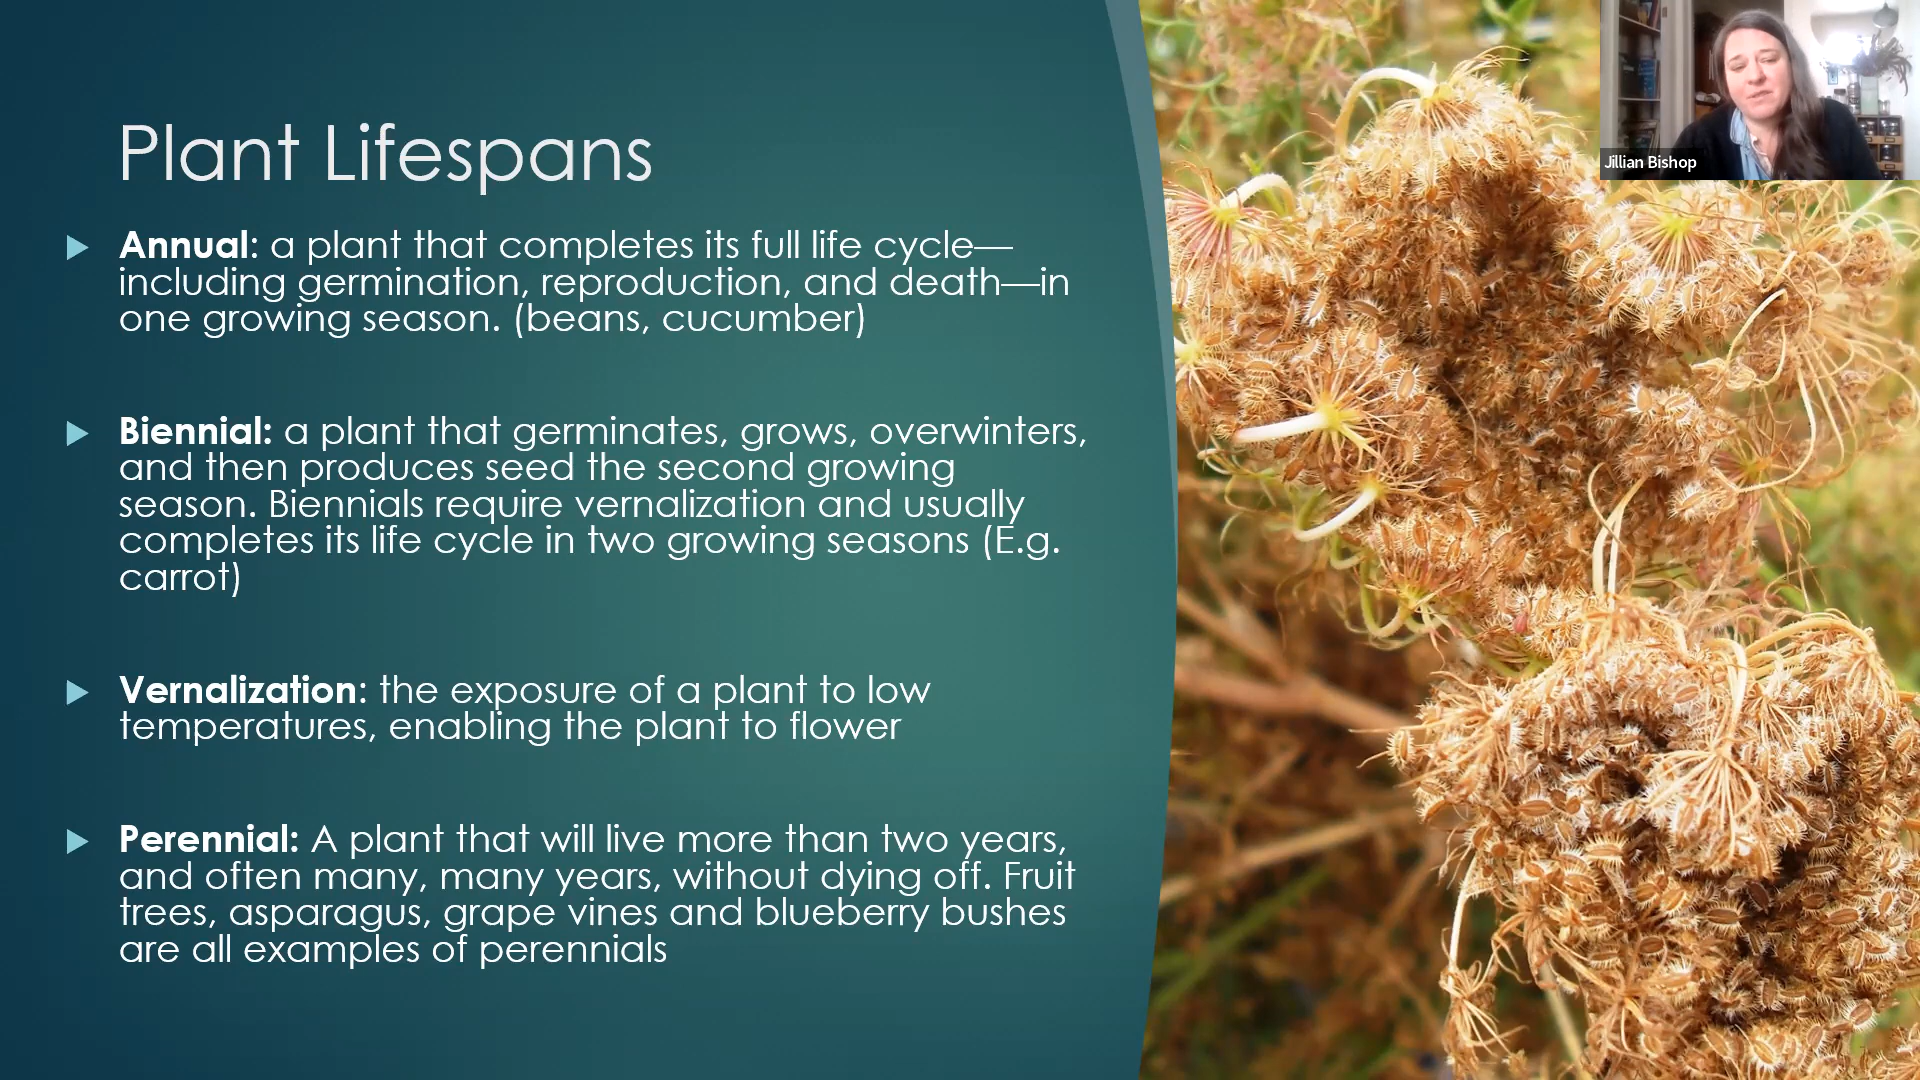 Plant Lifespans
Annual: a plant that completes its full life cycle—
including germination, reproduction, and death—in
one growing season. (beans, cucumber)
Biennial: a plant that germinates, grows, overwinters,
and then produces seed the second growing
season. Biennials require vernalization and usually
completes its life cycle in two growing seasons (E.g.
carrot)
Vernalization: the exposure of a plant to low
temperatures, enabling the plant to flower
Perennial: A plant that will live more than two years,
and often many, many years, without dying off. Fruit
trees, asparagus, grape vines and blueberry bushes
are all examples of perennials
Jillian Bishop